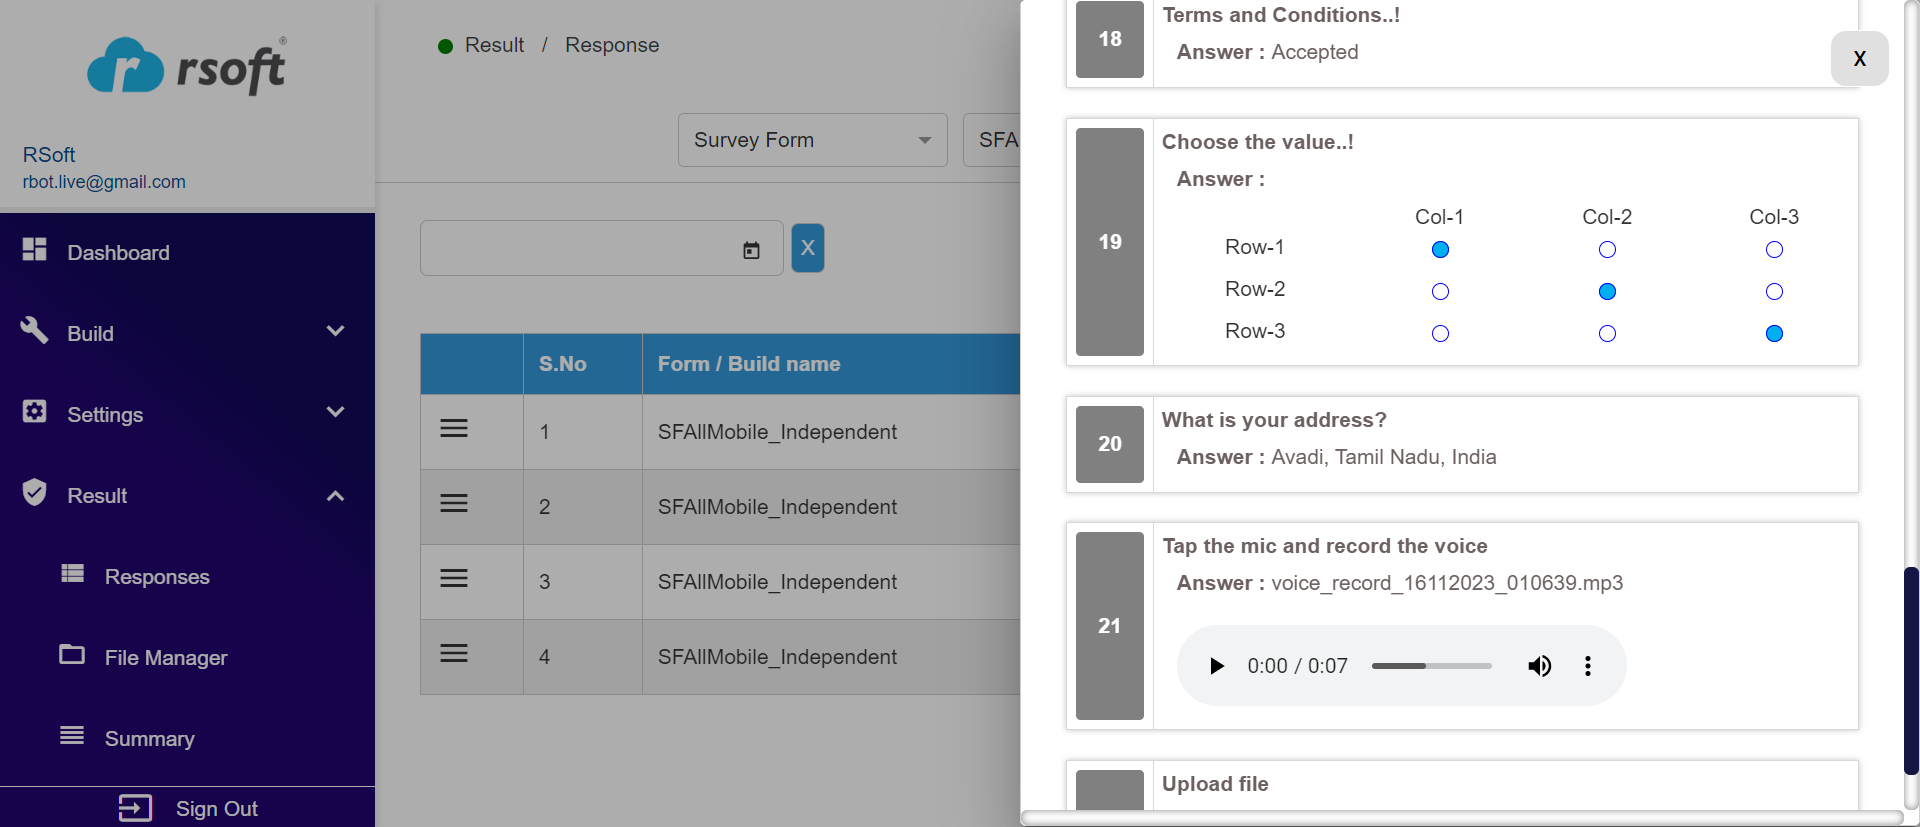 rsoft®
RSoft
rbot.live@gmail.com
Dashboard
Build
Settings
Result
Responses
File Manager
Summary
Sign Out
Result / Response
Survey Form
SFA
X
S.No Form / Build name
1 SFAllMobile_Independent
2 SFAllMobile_Independent
3 SFAllMobile_Independent
4 SFAllMobile_Independent
X
18 Terms and Conditions..!
Answer : Accepted
19 Choose the value..!
Answer :
Col-1 Col-2 Col-3
Row-1
Row-2
Row-3
20 What is your address?
Answer : Avadi, Tamil Nadu, India
21 Tap the mic and record the voice
Answer : voice_record_16112023_010639.mp3
0:00 / 0:07
Upload file